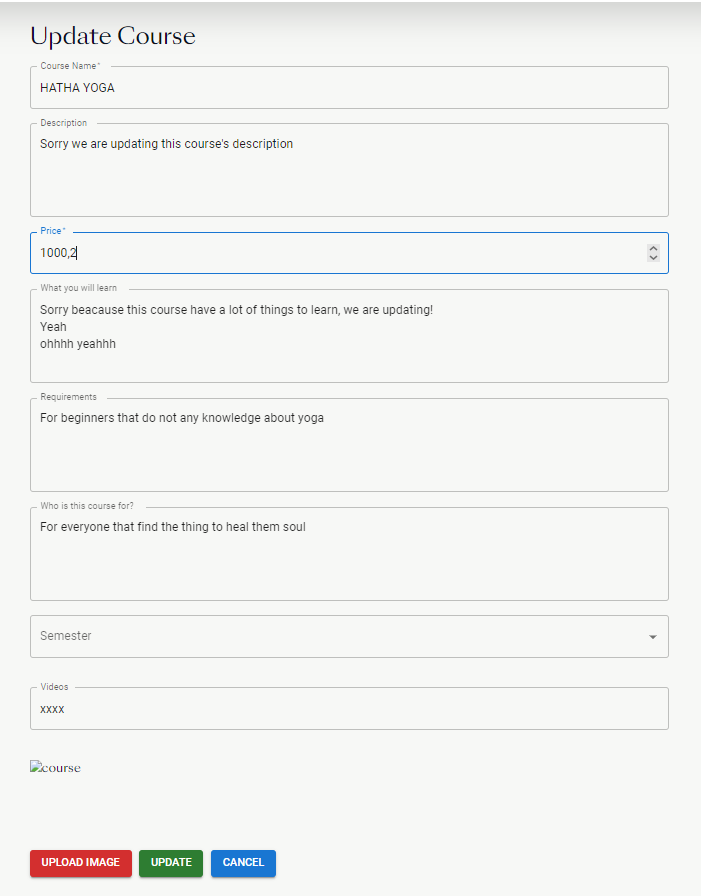 Update Course
Course Name*
HATHA YOGA
Description
Sorry we are updating this course's description
Price*
1000,2
What you will learn
Sorry beacause this course have a lot of things to learn, we are updating!
Yeah
ohhhh yeahhh
Requirements
For beginners that do not any knowledge about yoga
Who is this course for?
For everyone that find the thing to heal them soul
Semester
Videos
xxxx
course
UPLOAD IMAGE UPDATE CANCEL